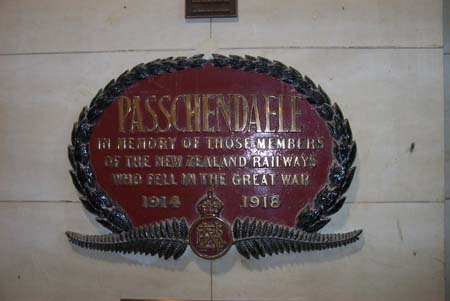 PASSCHENDAELE
IN MEMORY OF THOSE MEMBERS
OF THE NEW ZEALAND RAILWAYS
WHO FELL IN THE GREAT WAR
1914 1918